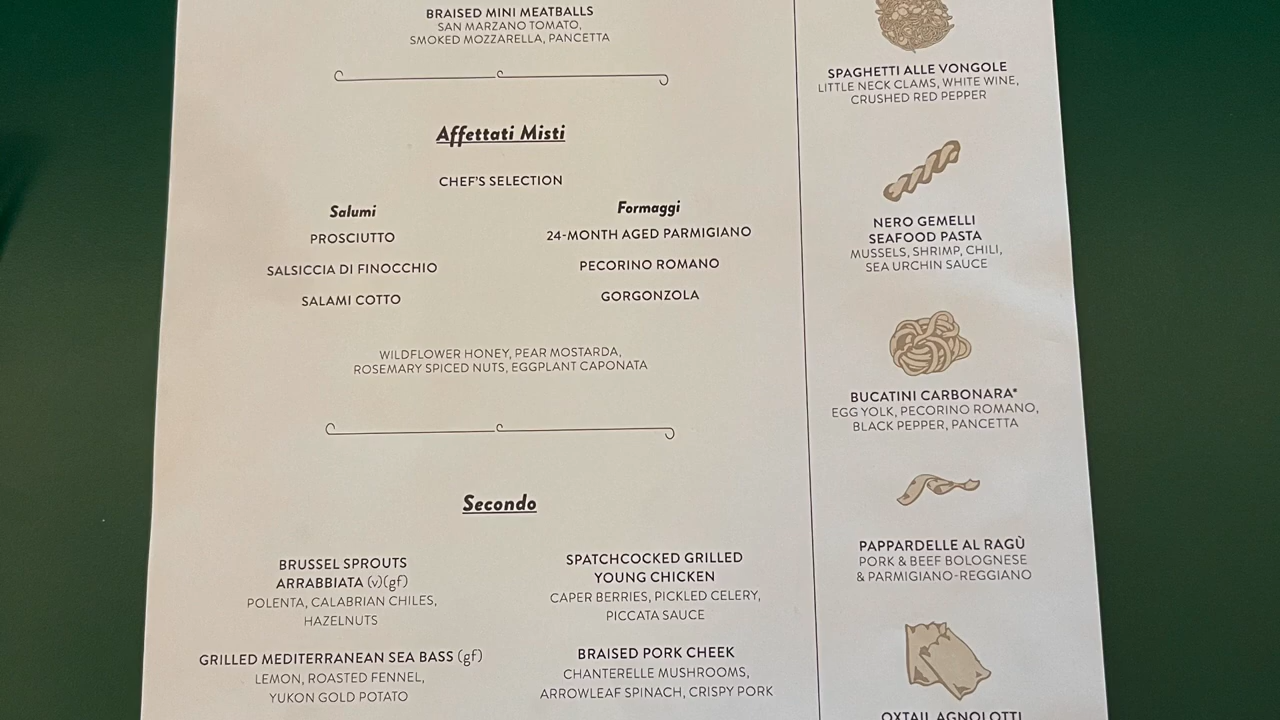 BRAISED MINI MEATBALLS
SAN MARZANO TOMATO,
SMOKED MOZZARELLA, PANCETTA
Affettati Misti
CHEF'S SELECTION
Salumi
PROSCIUTTO
SALSICCIA DI FINOCCHIO
SALAMI COTTO
Formaggi
24-MONTH AGED PARMIGIANO
PECORINO ROMANO
GORGONZOLA
WILDFLOWER HONEY, PEAR MOSTARDA,
ROSEMARY SPICED NUTS, EGGPLANT CAPONATA
Secondo
BRUSSEL SPROUTS
ARRABBIATA (v)(gf)
POLENTA, CALABRIAN CHILES,
HAZELNUTS
GRILLED MEDITERRANEAN SEA BASS (gf)
LEMON, ROASTED FENNEL,
YUKON GOLD POTATO
SPATCHCOCKED GRILLED
YOUNG CHICKEN
CAPER BERRIES, PICKLED CELERY,
PICCATA SAUCE
BRAISED PORK CHEEK
CHANTERELLE MUSHROOMS,
ARROWLEAF SPINACH, CRISPY PORK
SPAGHETTI ALLE VONGOLE
LITTLE NECK CLAMS, WHITE WINE,
CRUSHED RED PEPPER
NERO GEMELLI
SEAFOOD PASTA
MUSSELS, SHRIMP, CHILI,
SEA URCHIN SAUCE
BUCATINI CARBONARA*
EGG YOLK, PECORINO ROMANO,
BLACK PEPPER, PANCETTA
PAPPARDELLE AL RAGÙ
PORK & BEEF BOLOGNESE
& PARMIGIANO-REGGIANO
OXTAIL AGNOLOTTI